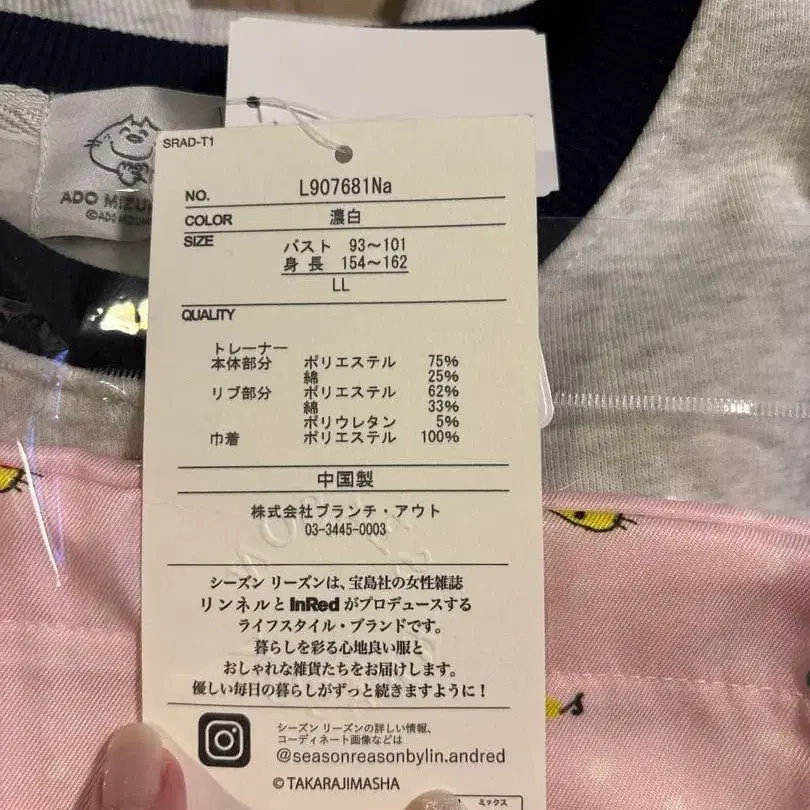 ADO MIZU
©ADO MIZUM
SRAD-T1
NO. L907681Na
COLOR 濃白
SIZE バスト 93〜101
身 長 154〜162
LL
QUALITY
トレーナー
本体部分 ポリエステル 75%
綿 25%
リブ部分 ポリエステル 62%
綿 33%
ポリウレタン 5%
巾着 ポリエステル 100%
中国製
株式会社ブランチ・アウト
03-3445-0003
シーズン リーズンは、宝島社の女性雑誌
リンネルと InRed がプロデュースする
ライフスタイル・ブランドです。
暮らしを彩る心地良い服と
おしゃれな雑貨たちをお届けします。
優しい毎日の暮らしがずっと続きますように！
シーズン リーズンの詳しい情報、
コーディネート画像などは
@seasonreasonbylin.andred
©TAKARAJIMASHA
ミックス